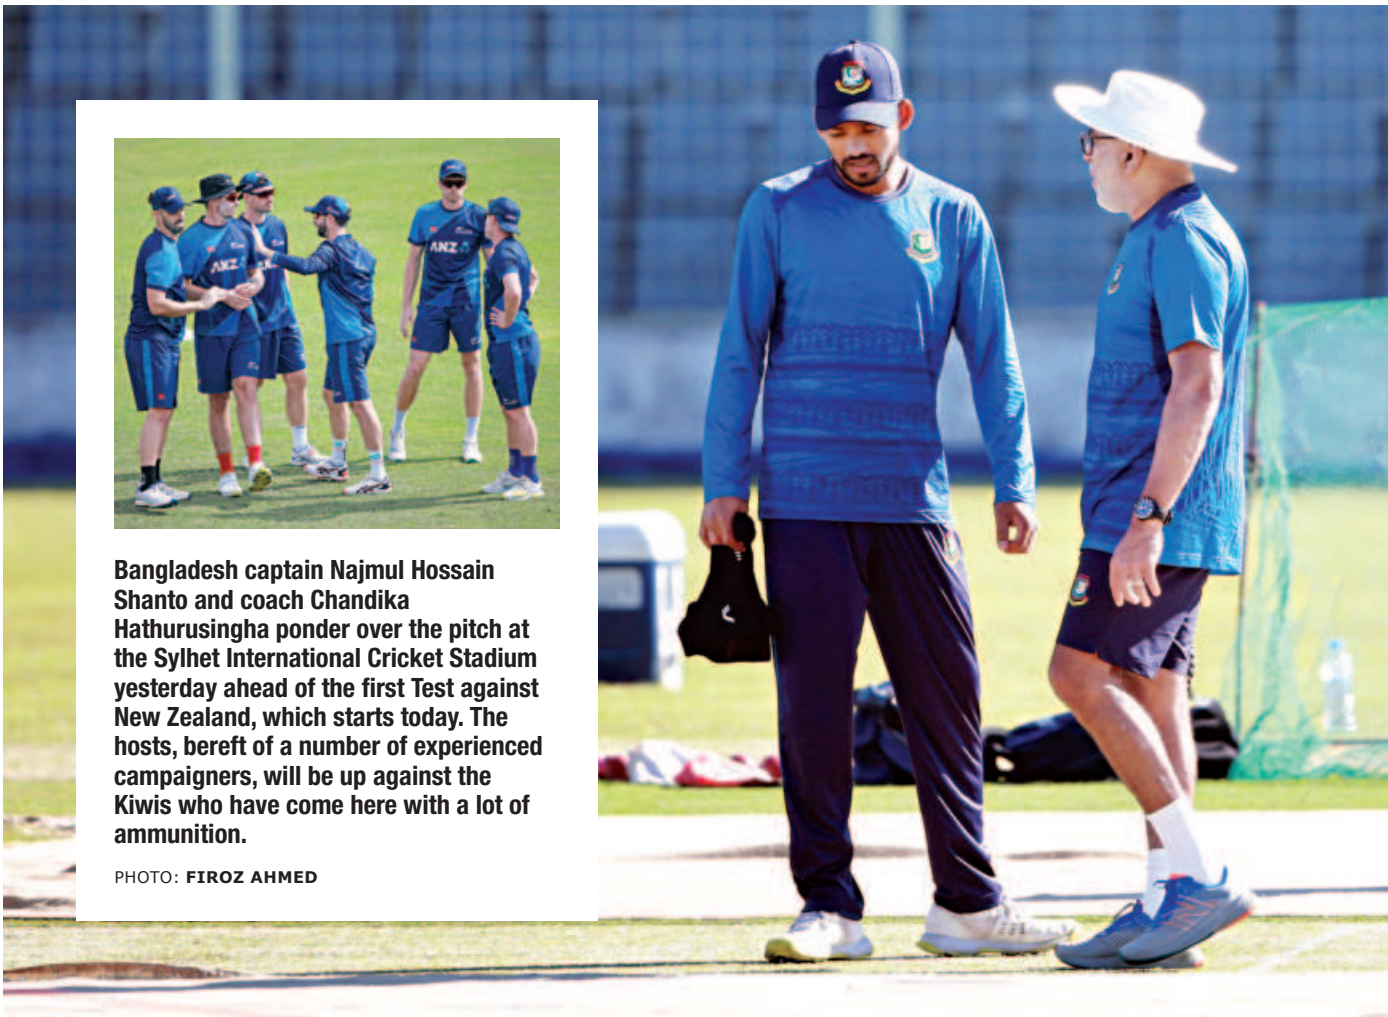 ANZ
ANZ
Bangladesh captain Najmul Hossain
Shanto and coach Chandika
Hathurusingha ponder over the pitch at
the Sylhet International Cricket Stadium
yesterday ahead of the first Test against
New Zealand, which starts today. The
hosts, bereft of a number of experienced
campaigners, will be up against the
Kiwis who have come here with a lot of
ammunition.
PHOTO: FIROZ AHMED